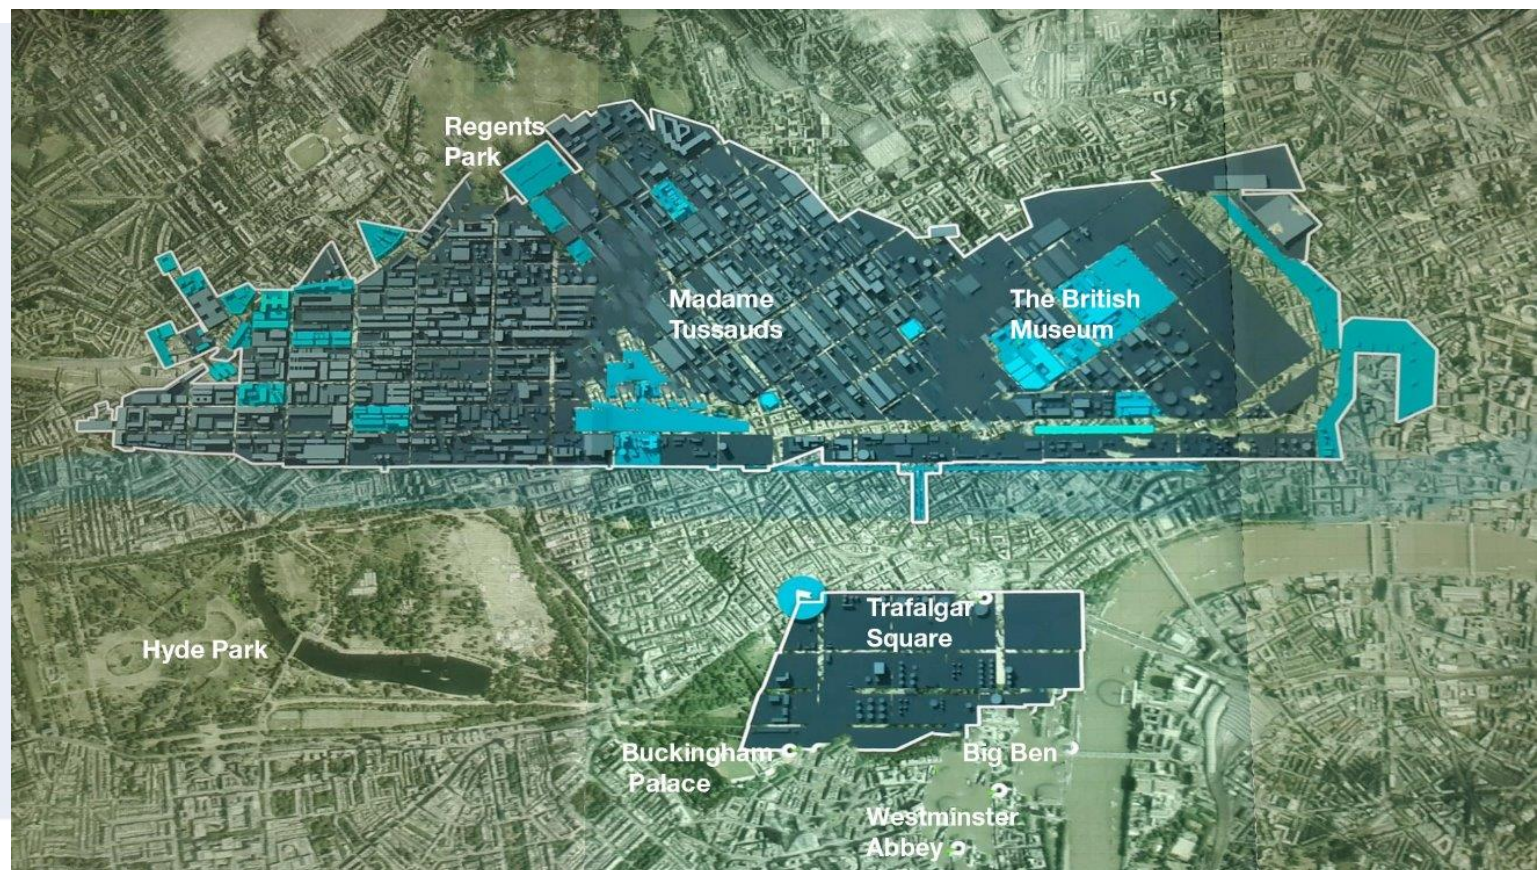 Regents
Park
Madame
Tussauds
The British
Museum
Trafalgar
Square
Hyde Park
Buckingham
Palace
Big Ben
Westminster
Abbey